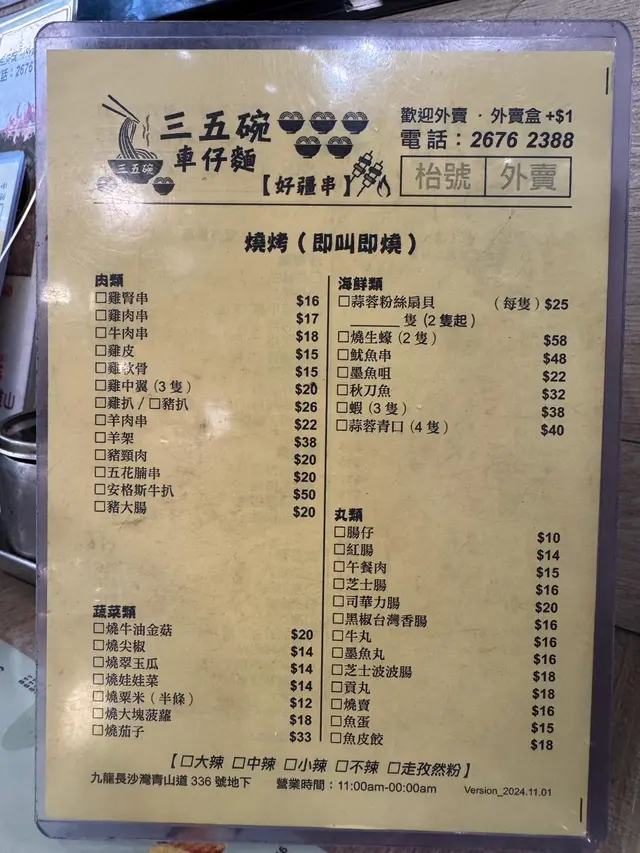 三五碗
車仔麵
三五碗
【好疆串】
歡迎外賣 · 外賣盒 +$1
電話：2676 2388
枱號 外賣
燒烤（即叫即燒）
肉類
□雞腎串 $16
□雞肉串 $17
□牛肉串 $18
□雞皮 $15
□雞軟骨 $15
□雞中翼 (3 隻) $20
□雞扒 / □豬扒 $26
□羊肉串 $22
□羊架 $38
□豬頸肉 $20
□五花腩串 $20
□安格斯牛扒 $50
□豬大腸 $20
蔬菜類
□燒牛油金菇 $20
□燒尖椒 $14
□燒翠玉瓜 $14
□燒娃娃菜 $14
□燒粟米（半條） $12
□燒大塊菠蘿 $18
□燒茄子 $33
海鮮類
□蒜蓉粉絲扇貝 （每隻）$25
______ 隻 (2 隻起)
□燒生蠔 (2 隻) $58
□魷魚串 $48
□墨魚咀 $22
□秋刀魚 $32
□蝦 (3 隻) $38
□蒜蓉青口 (4 隻) $40
丸類
□腸仔 $10
□紅腸 $14
□午餐肉 $15
□芝士腸 $16
□司華力腸 $20
□黑椒台灣香腸 $16
□牛丸 $16
□墨魚丸 $16
□芝士波波腸 $18
□貢丸 $18
□燒賣 $16
□魚蛋 $15
□魚皮餃 $18
【□大辣 □中辣 □小辣 □不辣 □走孜然粉】
九龍長沙灣青山道 336 號地下 營業時間：11:00am-00:00am Version_2024.11.01